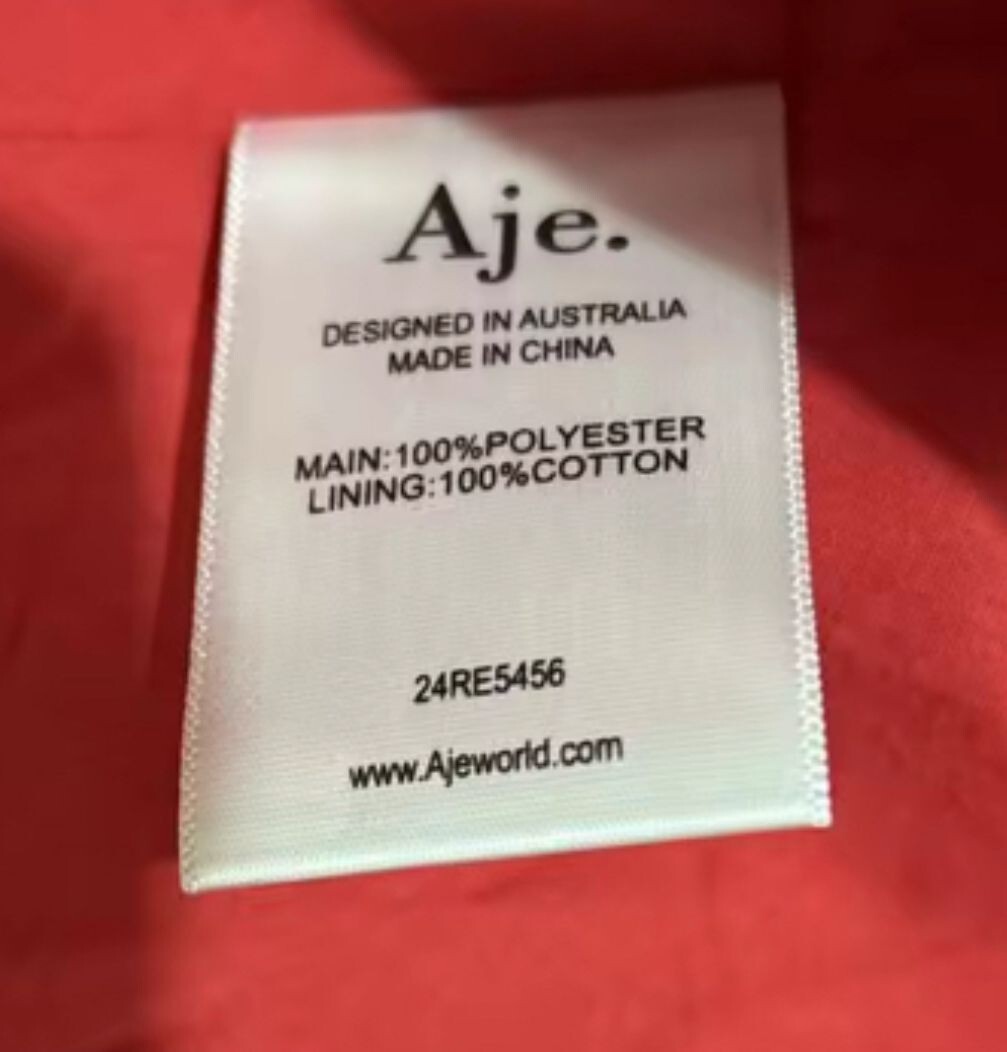 Aje.
DESIGNED IN AUSTRALIA
MADE IN CHINA
MAIN:100%POLYESTER
LINING:100%COTTON
24RE5456
www.Ajeworld.com